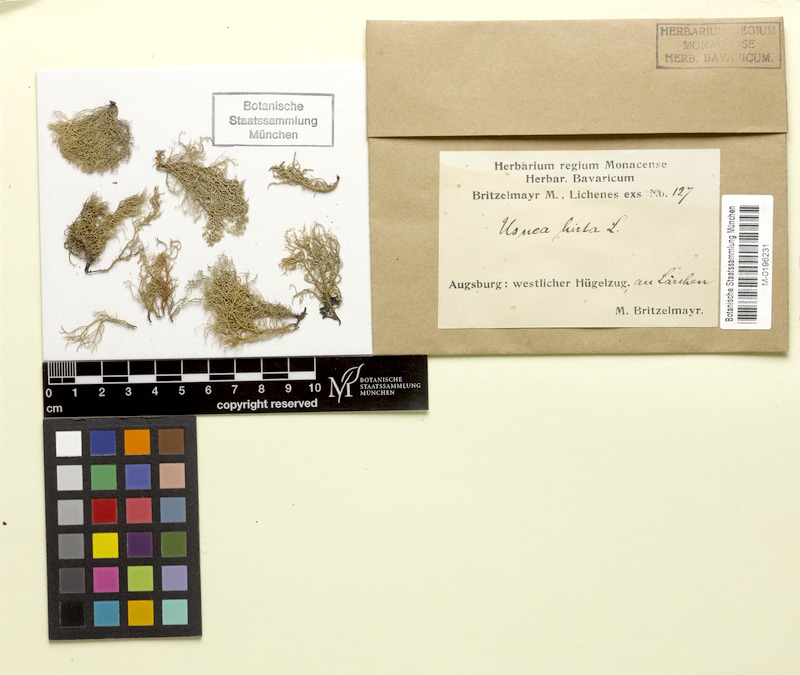 HERBARIUM REGIUM
MONACENSE
HERB. BAVARICUM.
Botanische
Staatssammlung
München
Herbarium regium Monacense
Herbar. Bavaricum
Britzelmayr M., Lichenes exs No. 127
Usnea hirta L.
Augsburg: westlicher Hügelzug. an Lärchen
M. Britzelmayr.
Botanische Staatssammlung München
M-0196231
0 1 2 3 4 5 6 7 8 9 10
cm
copyright reserved
M
BOTANISCHE
STAATSSAMMLUNG
MÜNCHEN